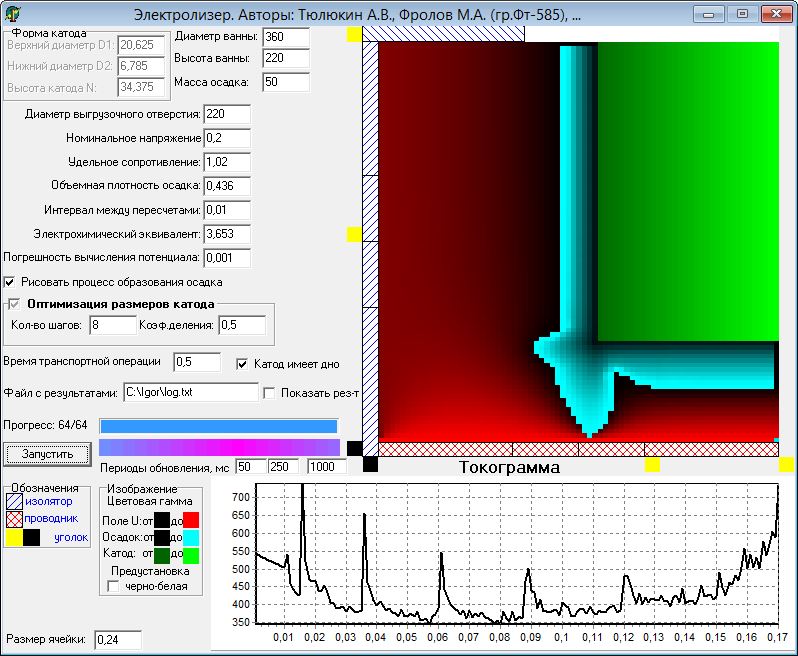 Электролизер. Авторы: Тюлюкин А.В., Фролов М.А. (гр.Фт-585), ...
Форма катода
Верхний диаметр D1: 20,625
Нижний диаметр D2: 6,785
Высота катода N: 34,375
Диаметр ванны: 360
Высота ванны: 220
Масса осадка: 50
Диаметр выгрузочного отверстия: 220
Номинальное напряжение 0,2
Удельное сопротивление: 1,02
Объемная плотность осадка: 0,436
Интервал между пересчетами: 0,01
Электрохимический эквивалент: 3,653
Погрешность вычисления потенциала: 0,001
Рисовать процесс образования осадка
Оптимизация размеров катода
Кол-во шагов: 8 Коэф.деления: 0,5
Время транспортной операции 0,5 Катод имеет дно
Файл с результатами: C:\Igor\log.txt Показать рез-т
Прогресс: 64/64
Запустить
Периоды обновления, мс 50 250 1000
Обозначения
изолятор
проводник
уголок
Изображение
Цветовая гамма
Поле U: от до
Осадок: от до
Катод: от до
Предустановка
черно-белая
Размер ячейки: 0,24
Токограмма
700
650
600
550
500
450
400
350
0,01 0,02 0,03 0,04 0,05 0,06 0,07 0,08 0,09 0,1 0,11 0,12 0,13 0,14 0,15 0,16 0,17